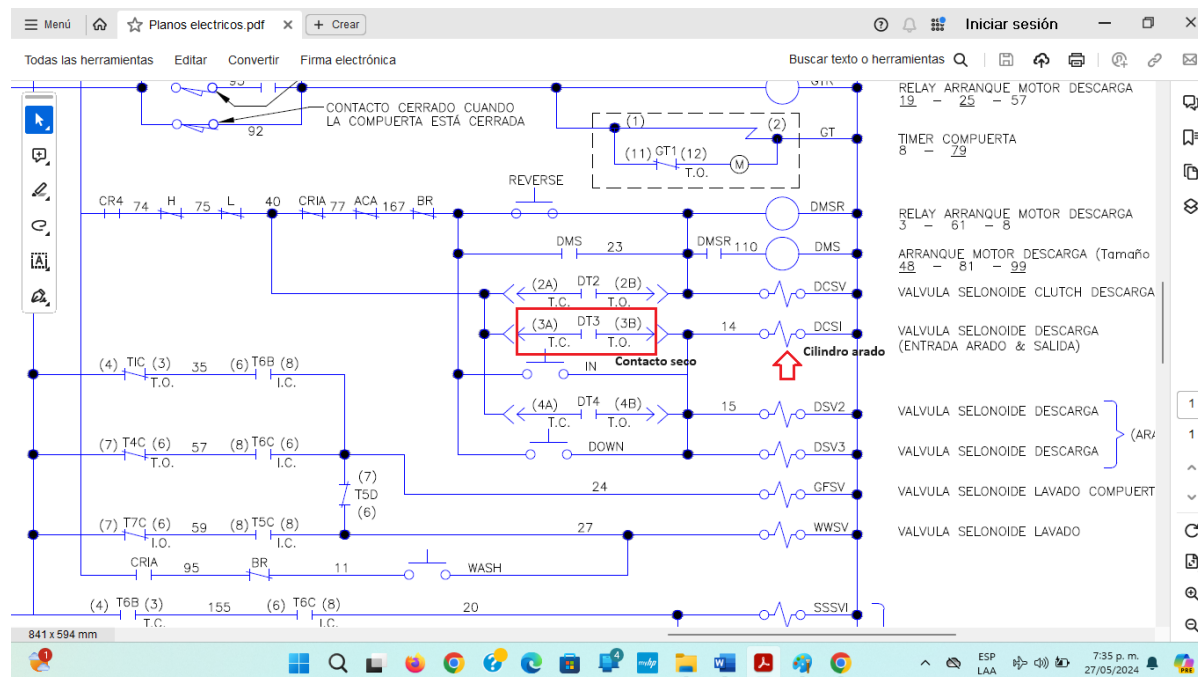 Menú
Planos electricos.pdf
Crear
Iniciar sesión
Todas las herramientas
Editar
Convertir
Firma electrónica
Buscar texto o herramientas
CONTACTO CERRADO CUANDO
LA COMPUERTA ESTÁ CERRADA
92
RELAY ARRANQUE MOTOR DESCARGA
19 – 25 – 57
(1) (2) GT
(11) GT1 (12)
M
T.O.
TIMER COMPUERTA
8 – 79
REVERSE
CR4 74 H 75 L 40 CRIA 77 ACA 167 BR
DMSR
RELAY ARRANQUE MOTOR DESCARGA
3 – 61 – 8
DMS 23 DMSR 110 DMS
ARRANQUE MOTOR DESCARGA (Tamaño
48 – 81 – 99
(2A) DT2 (2B) DCSV
T.C. T.O.
VALVULA SELONOIDE CLUTCH DESCARGA
(3A) DT3 (3B) 14 DCSI
T.C. T.O.
VALVULA SELONOIDE DESCARGA
(ENTRADA ARADO & SALIDA)
Cilindro arado
Contacto seco
IN
(4) TIC (3) 35 (6) T6B (8)
T.O. I.C.
(4A) DT4 (4B) 15 DSV2
T.C. T.O.
VALVULA SELONOIDE DESCARGA
DOWN DSV3
VALVULA SELONOIDE DESCARGA
(ARA
(7) T4C (6) 57 (8) T6C (6)
T.O. I.C.
(7)
T5D
(6)
24 GFSV
VALVULA SELONOIDE LAVADO COMPUERT
(7) T7C (6) 59 (8) T5C (8)
I.O. I.C.
27 WWSV
VALVULA SELONOIDE LAVADO
CRIA 95 BR 11 WASH
(4) T6B (3) 155 (6) T6C (8) 20 SSSVI
T.C. I.C.
841 x 594 mm
1
1
4
1
ESP
LAA
7:35 p. m.
27/05/2024
PRE